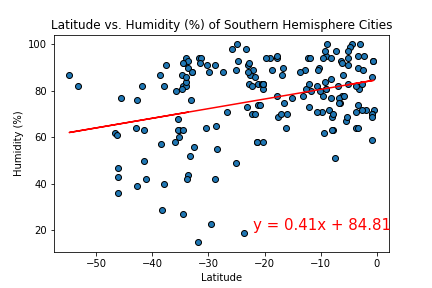 Latitude vs. Humidity (%) of Southern Hemisphere Cities
Humidity (%)
100
80
60
40
20
y = 0.41x + 84.81
−50
−40
−30
−20
−10
0
Latitude